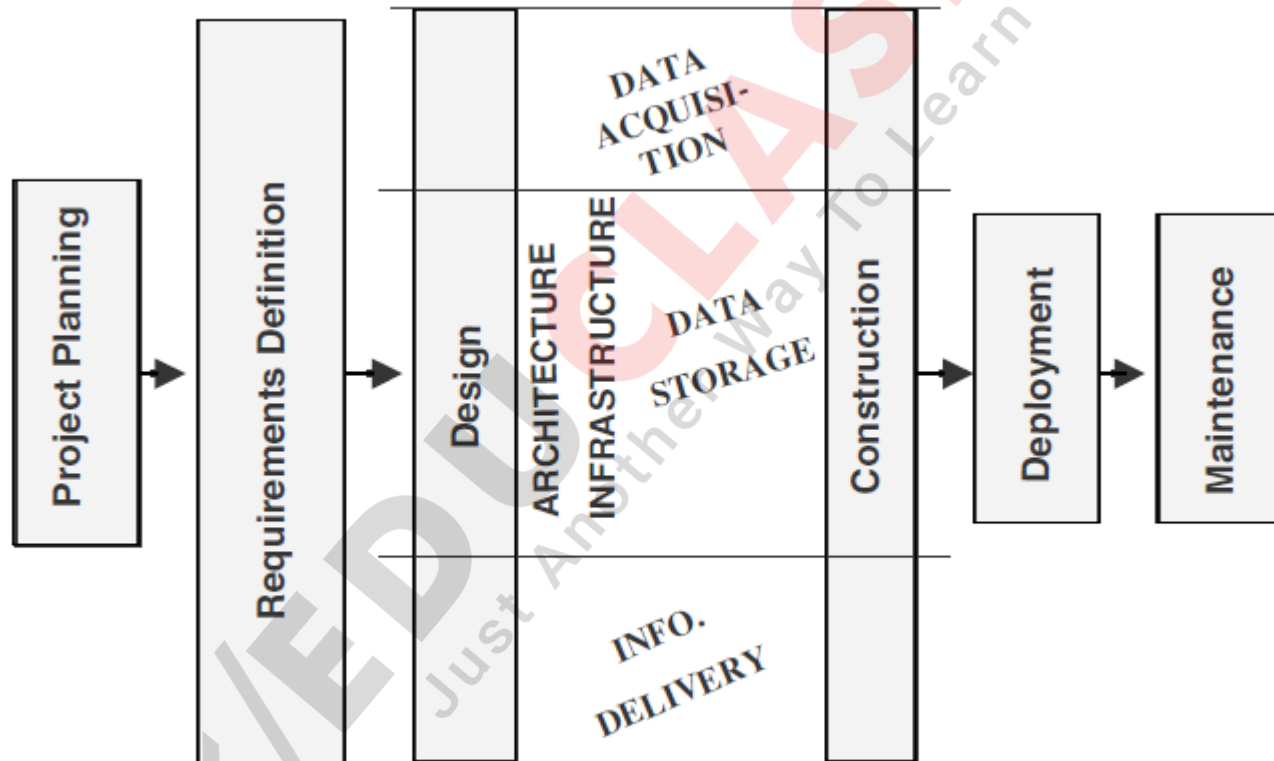 Project Planning
Requirements Definition
Design
ARCHITECTURE
INFRASTRUCTURE
DATA
ACQUISI-
TION
DATA
STORAGE
INFO.
DELIVERY
Construction
Deployment
Maintenance
EDUCLAS
Just Another Way To Learn